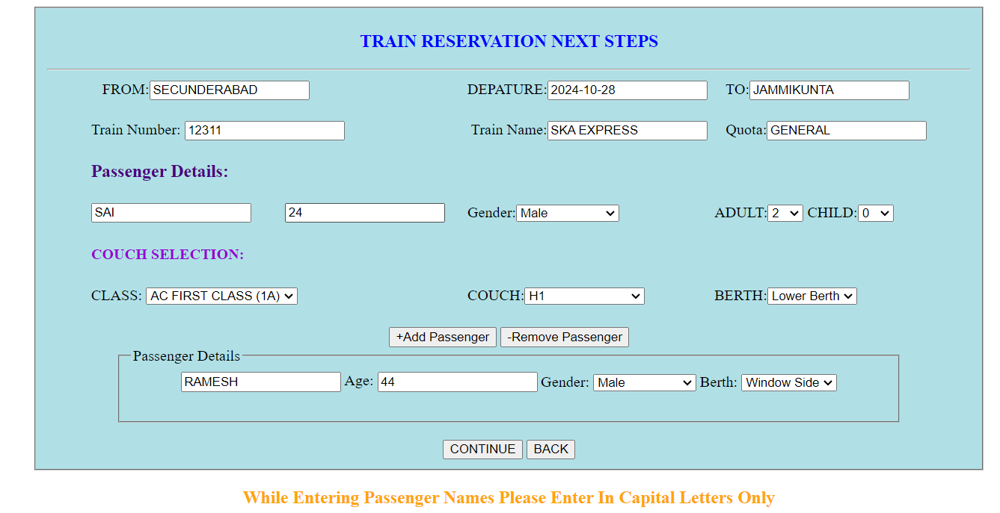 TRAIN RESERVATION NEXT STEPS
FROM: SECUNDERABAD DEPATURE: 2024-10-28 TO: JAMMIKUNTA
Train Number: 12311 Train Name: SKA EXPRESS Quota: GENERAL
Passenger Details:
SAI 24 Gender: Male ADULT: 2 CHILD: 0
COUCH SELECTION:
CLASS: AC FIRST CLASS (1A) COUCH: H1 BERTH: Lower Berth
+Add Passenger -Remove Passenger
Passenger Details
RAMESH Age: 44 Gender: Male Berth: Window Side
CONTINUE BACK
While Entering Passenger Names Please Enter In Capital Letters Only